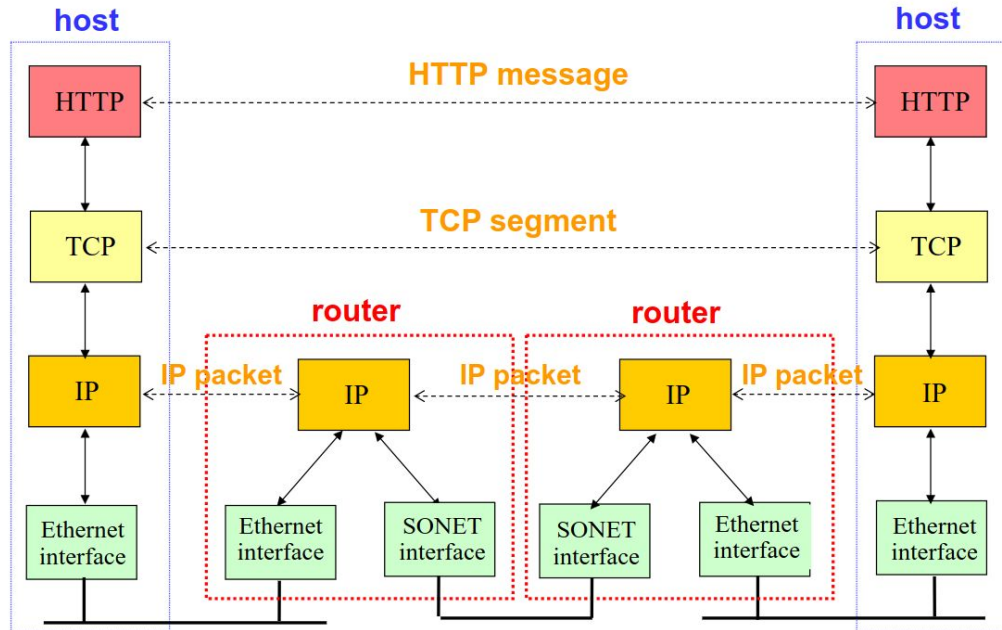 host
host
HTTP message
HTTP
HTTP
TCP segment
TCP
TCP
router
router
IP packet
IP packet
IP packet
IP
IP
IP
IP
Ethernet
interface
Ethernet
interface
SONET
interface
SONET
interface
Ethernet
interface
Ethernet
interface